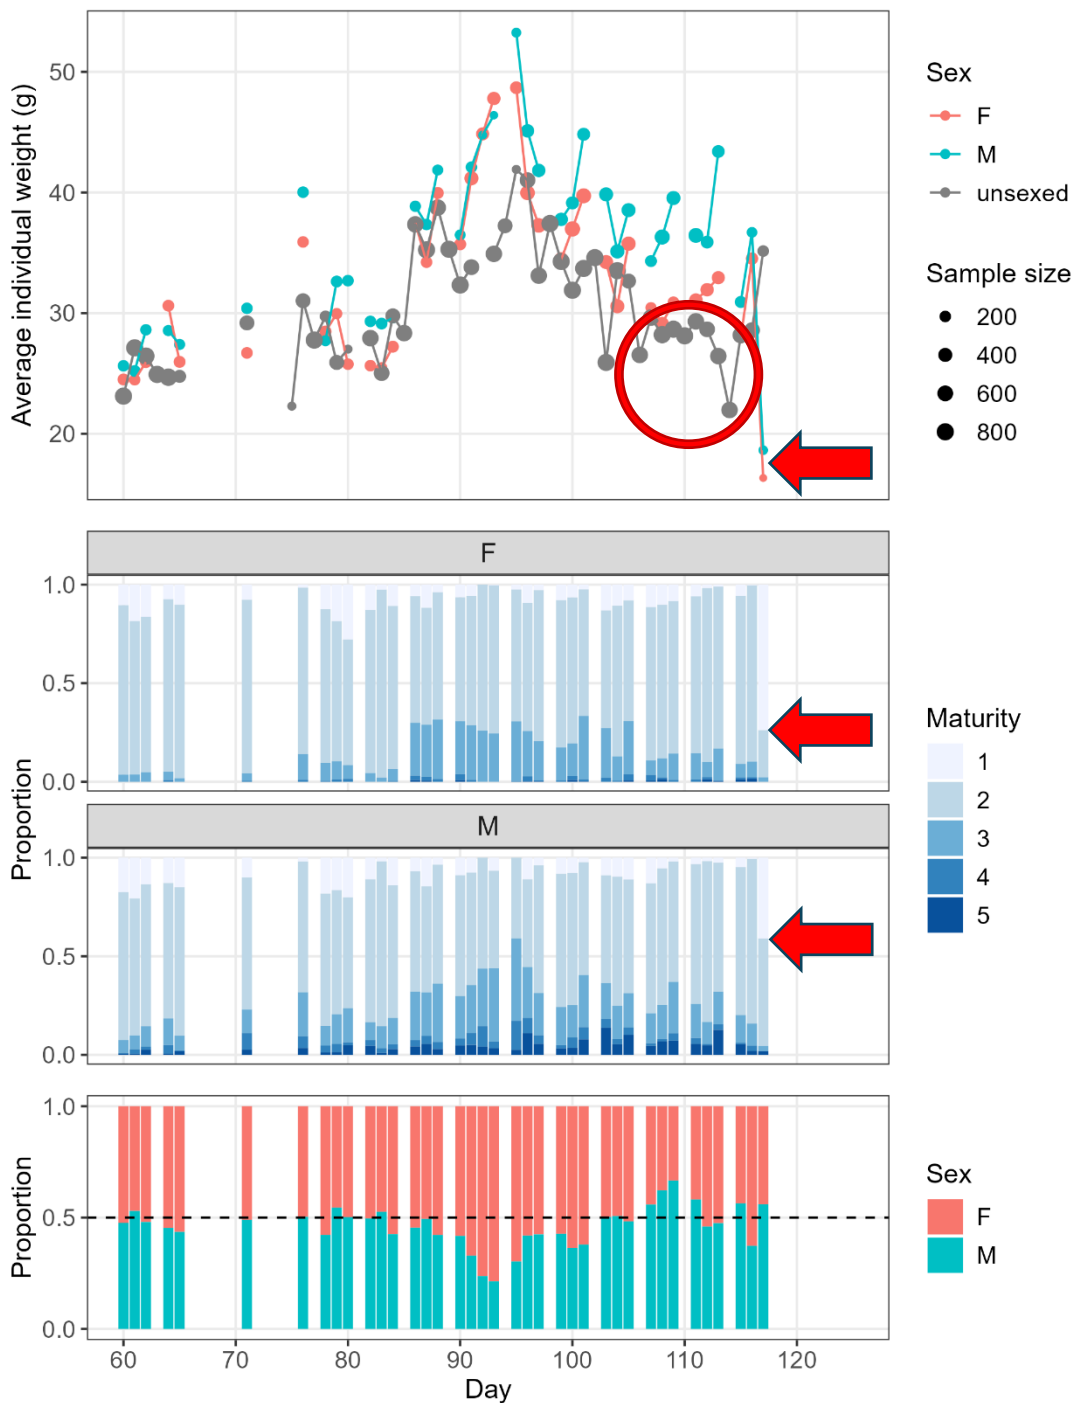 Average individual weight (g)
50
40
30
20
Sex
F
M
unsexed
Sample size
200
400
600
800
F
1.0
0.5
0.0
M
Proportion
1.0
0.5
0.0
Maturity
1
2
3
4
5
Proportion
1.0
0.5
0.0
Sex
F
M
60 70 80 90 100 110 120
Day